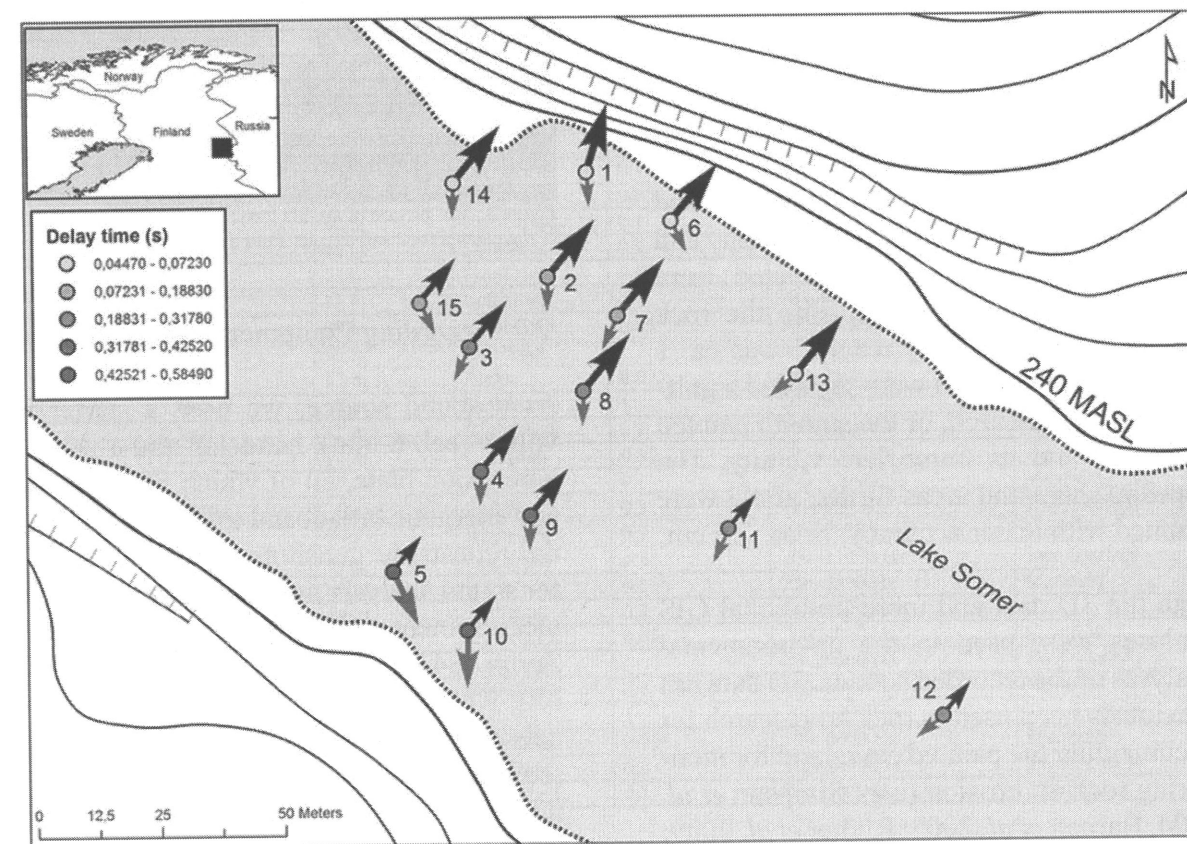 Norway
Sweden
Finland
Russia
N
Delay time (s)
0,04470 - 0,07230
0,07231 - 0,18830
0,18831 - 0,31780
0,31781 - 0,42520
0,42521 - 0,58490
14
1
6
2
15
7
3
13
8
240 MASL
4
9
11
Lake Somer
5
10
12
0 12,5 25 50 Meters